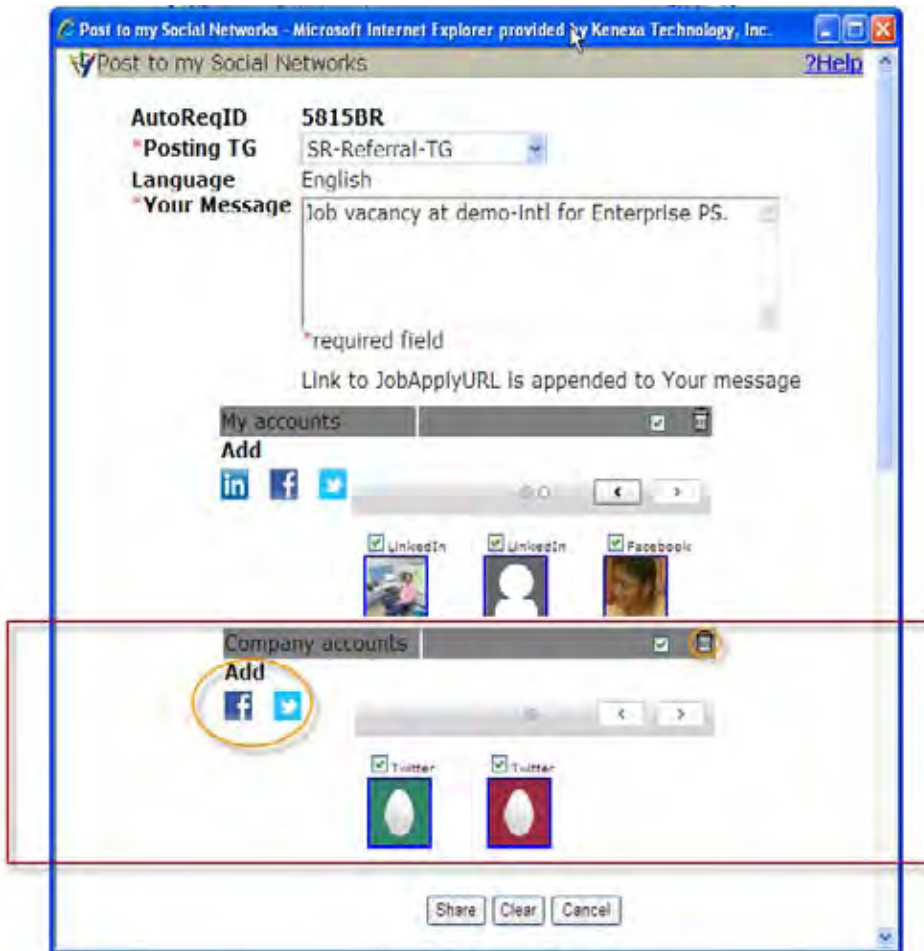 Post to my Social Networks - Microsoft Internet Explorer provided by Kenexa Technology, Inc.
Post to my Social Networks ?Help
AutoReqID 5815BR
*Posting TG SR-Referral-TG
Language English
*Your Message Job vacancy at demo-intl for Enterprise PS.
*required field
Link to JobApplyURL is appended to Your message
My accounts
Add
in f
< >
LinkedIn LinkedIn Facebook
Company accounts
Add
f
< >
Twitter Twitter
Share Clear Cancel